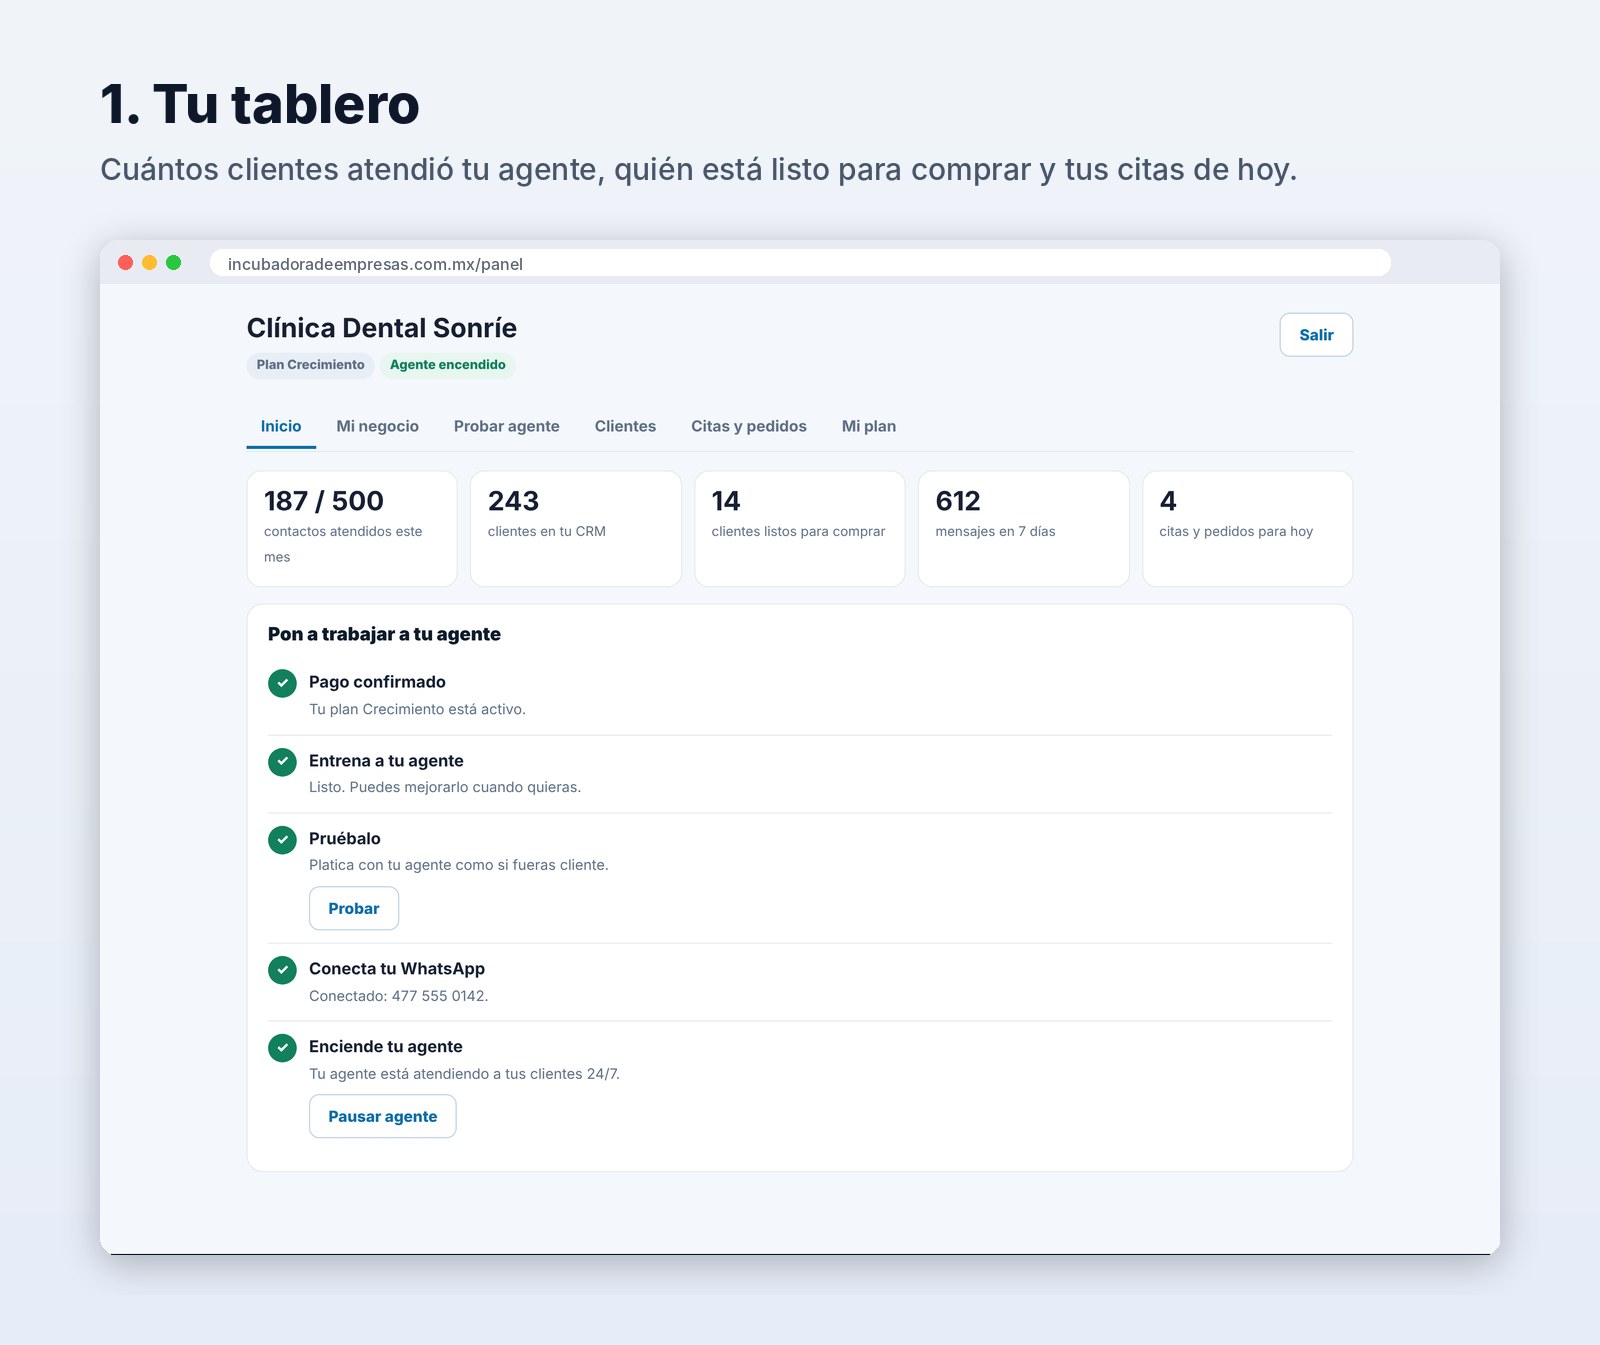 1. Tu tablero
Cuántos clientes atendió tu agente, quién está listo para comprar y tus citas de hoy.
incubadoradeempresas.com.mx/panel
Clínica Dental Sonríe
Salir
Plan Crecimiento
Agente encendido
Inicio
Mi negocio
Probar agente
Clientes
Citas y pedidos
Mi plan
187 / 500
contactos atendidos este
mes
243
clientes en tu CRM
14
clientes listos para comprar
612
mensajes en 7 días
4
citas y pedidos para hoy
Pon a trabajar a tu agente
Pago confirmado
Tu plan Crecimiento está activo.
Entrena a tu agente
Listo. Puedes mejorarlo cuando quieras.
Pruébalo
Platica con tu agente como si fueras cliente.
Probar
Conecta tu WhatsApp
Conectado: 477 555 0142.
Enciende tu agente
Tu agente está atendiendo a tus clientes 24/7.
Pausar agente